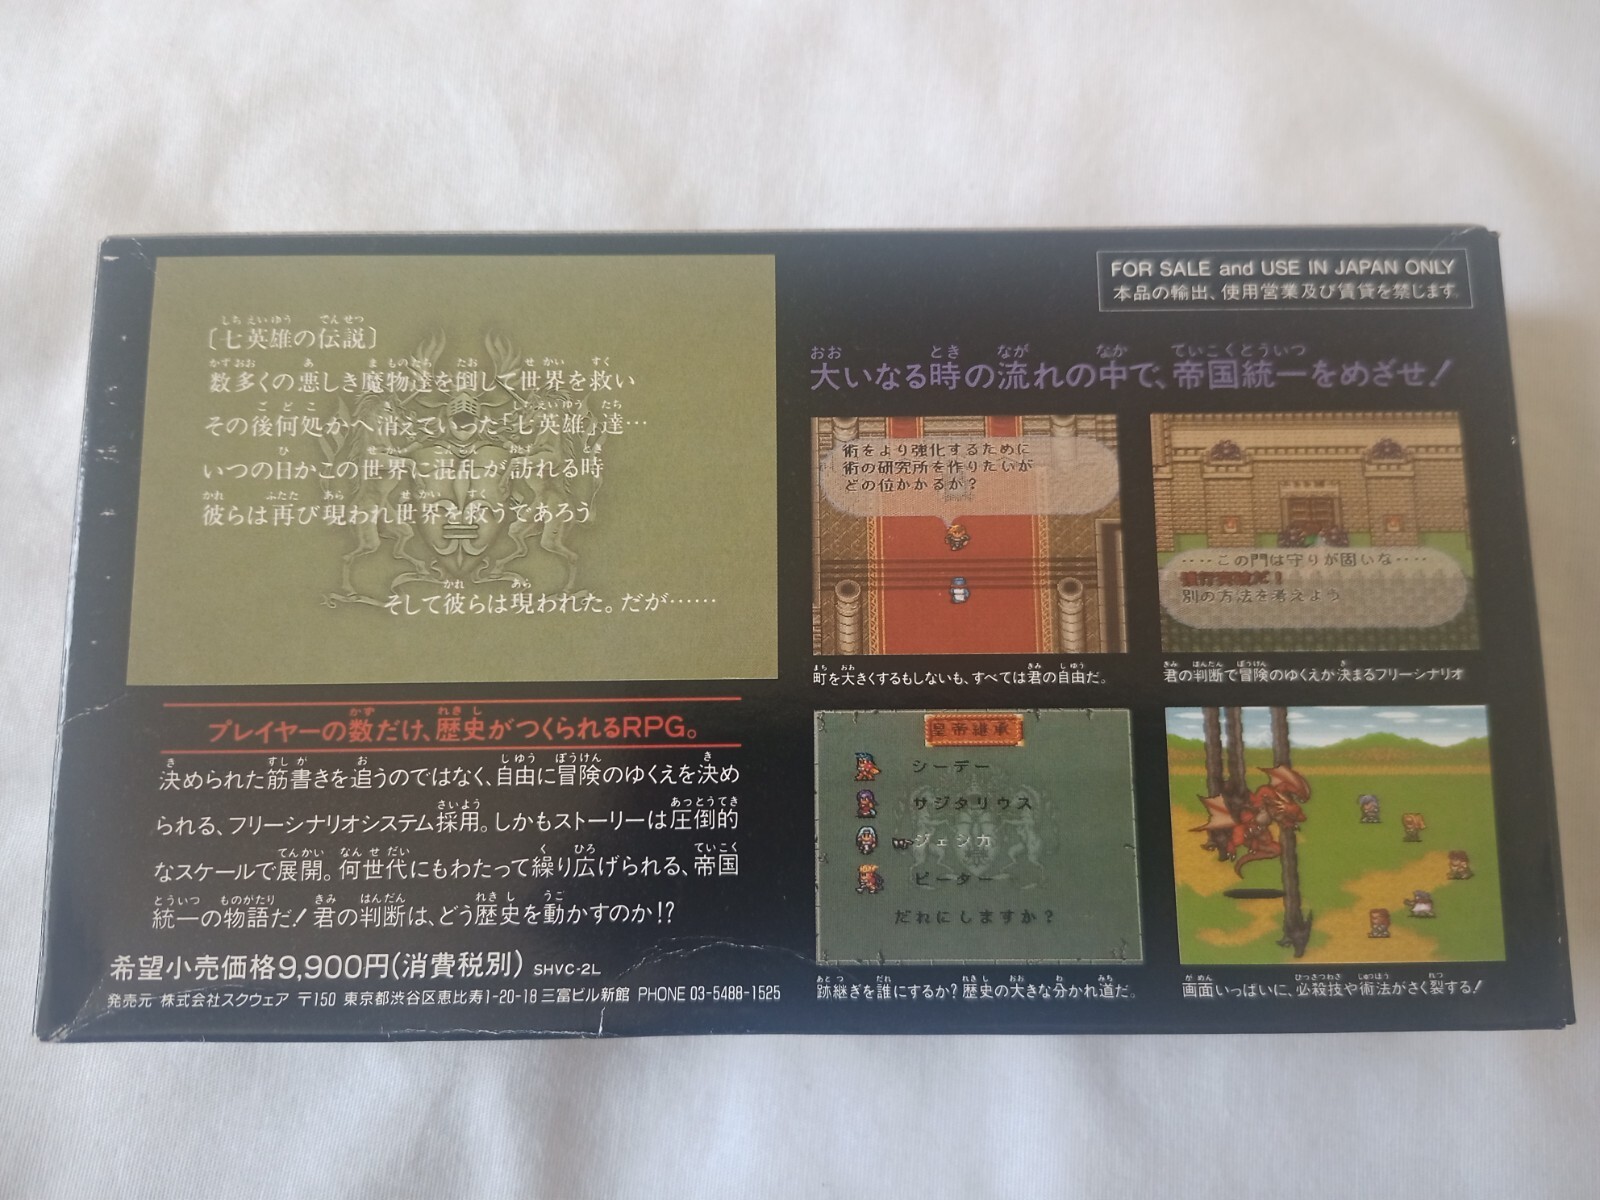 〔七英雄の伝説〕
数多くの悪しき魔物達を倒して世界を救い
その後何処かへ消えていった「七英雄」達…
いつの日かこの世界に混乱が訪れる時
彼らは再び現われ世界を救うであろう
そして彼らは現われた。だが……
プレイヤーの数だけ、歴史がつくられるRPG。
決められた筋書きを追うのではなく、自由に冒険のゆくえを決め
られる、フリーシナリオシステム採用。しかもストーリーは圧倒的
なスケールで展開。何世代にもわたって繰り広げられる、帝国
統一の物語だ!君の判断は、どう歴史を動かすのか!?
希望小売価格9,900円(消費税別) SHVC-2L
発売元 株式会社スクウェア 〒150 東京都渋谷区恵比寿1-20-18 三富ビル新館 PHONE 03-5488-1525
FOR SALE and USE IN JAPAN ONLY
本品の輸出、使用営業及び賃貸を禁じます。
大いなる時の流れの中で、帝国統一をめざせ!
術をより強化するために
術の研究所を作りたいが
どの位かかるか?
町を大きくするもしないも、すべては君の自由だ。
‥‥この門は守りが固いな‥‥
強行突破だ!
別の方法を考えよう
君の判断で冒険のゆくえが決まるフリーシナリオ
皇帝継承
シーデー
サジタリウス
ジェシカ
ピーター
だれにしますか?
跡継ぎを誰にするか?歴史の大きな分かれ道だ。
画面いっぱいに、必殺技や術法がさく裂する!